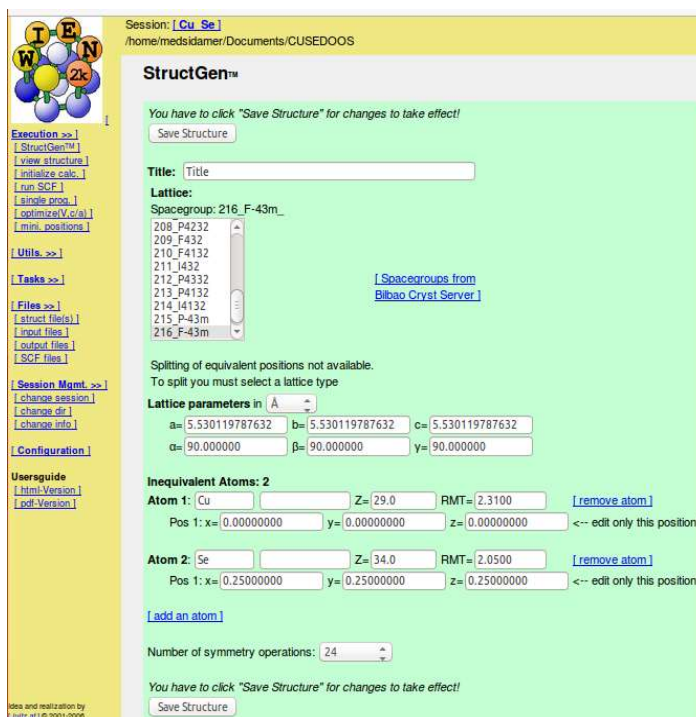 W I E N
2k
Session: [ Cu_Se ]
/home/medsidamer/Documents/CUSEDOOS
StructGen™
[
Execution >> ]
[ StructGen™ ]
[ view structure ]
[ initialize calc. ]
[ run SCF ]
[ single prog. ]
[ optimize(V,c/a) ]
[ mini. positions ]
[ Utils. >> ]
[ Tasks >> ]
[ Files >> ]
[ struct file(s) ]
[ input files ]
[ output files ]
[ SCF files ]
[ Session Mgmt. >> ]
[ change session ]
[ change dir ]
[ change info ]
[ Configuration ]
Usersguide
[ html-Version ]
[ pdf-Version ]
Idea and realization by
© 2001-2006
You have to click "Save Structure" for changes to take effect!
Save Structure
Title: Title
Lattice:
Spacegroup: 216_F-43m_
208_P4232
209_F432
210_F4132
211_I432
212_P4332
213_P4132
214_I4132
215_P-43m
216_F-43m
[ Spacegroups from
Bilbao Cryst Server ]
Splitting of equivalent positions not available.
To split you must select a lattice type
Lattice parameters in Å
a= 5.530119787632 b= 5.530119787632 c= 5.530119787632
α= 90.000000 β= 90.000000 γ= 90.000000
Inequivalent Atoms: 2
Atom 1: Cu Z= 29.0 RMT= 2.3100 [ remove atom ]
Pos 1: x= 0.00000000 y= 0.00000000 z= 0.00000000 <-- edit only this position
Atom 2: Se Z= 34.0 RMT= 2.0500 [ remove atom ]
Pos 1: x= 0.25000000 y= 0.25000000 z= 0.25000000 <-- edit only this position
[ add an atom ]
Number of symmetry operations: 24
You have to click "Save Structure" for changes to take effect!
Save Structure